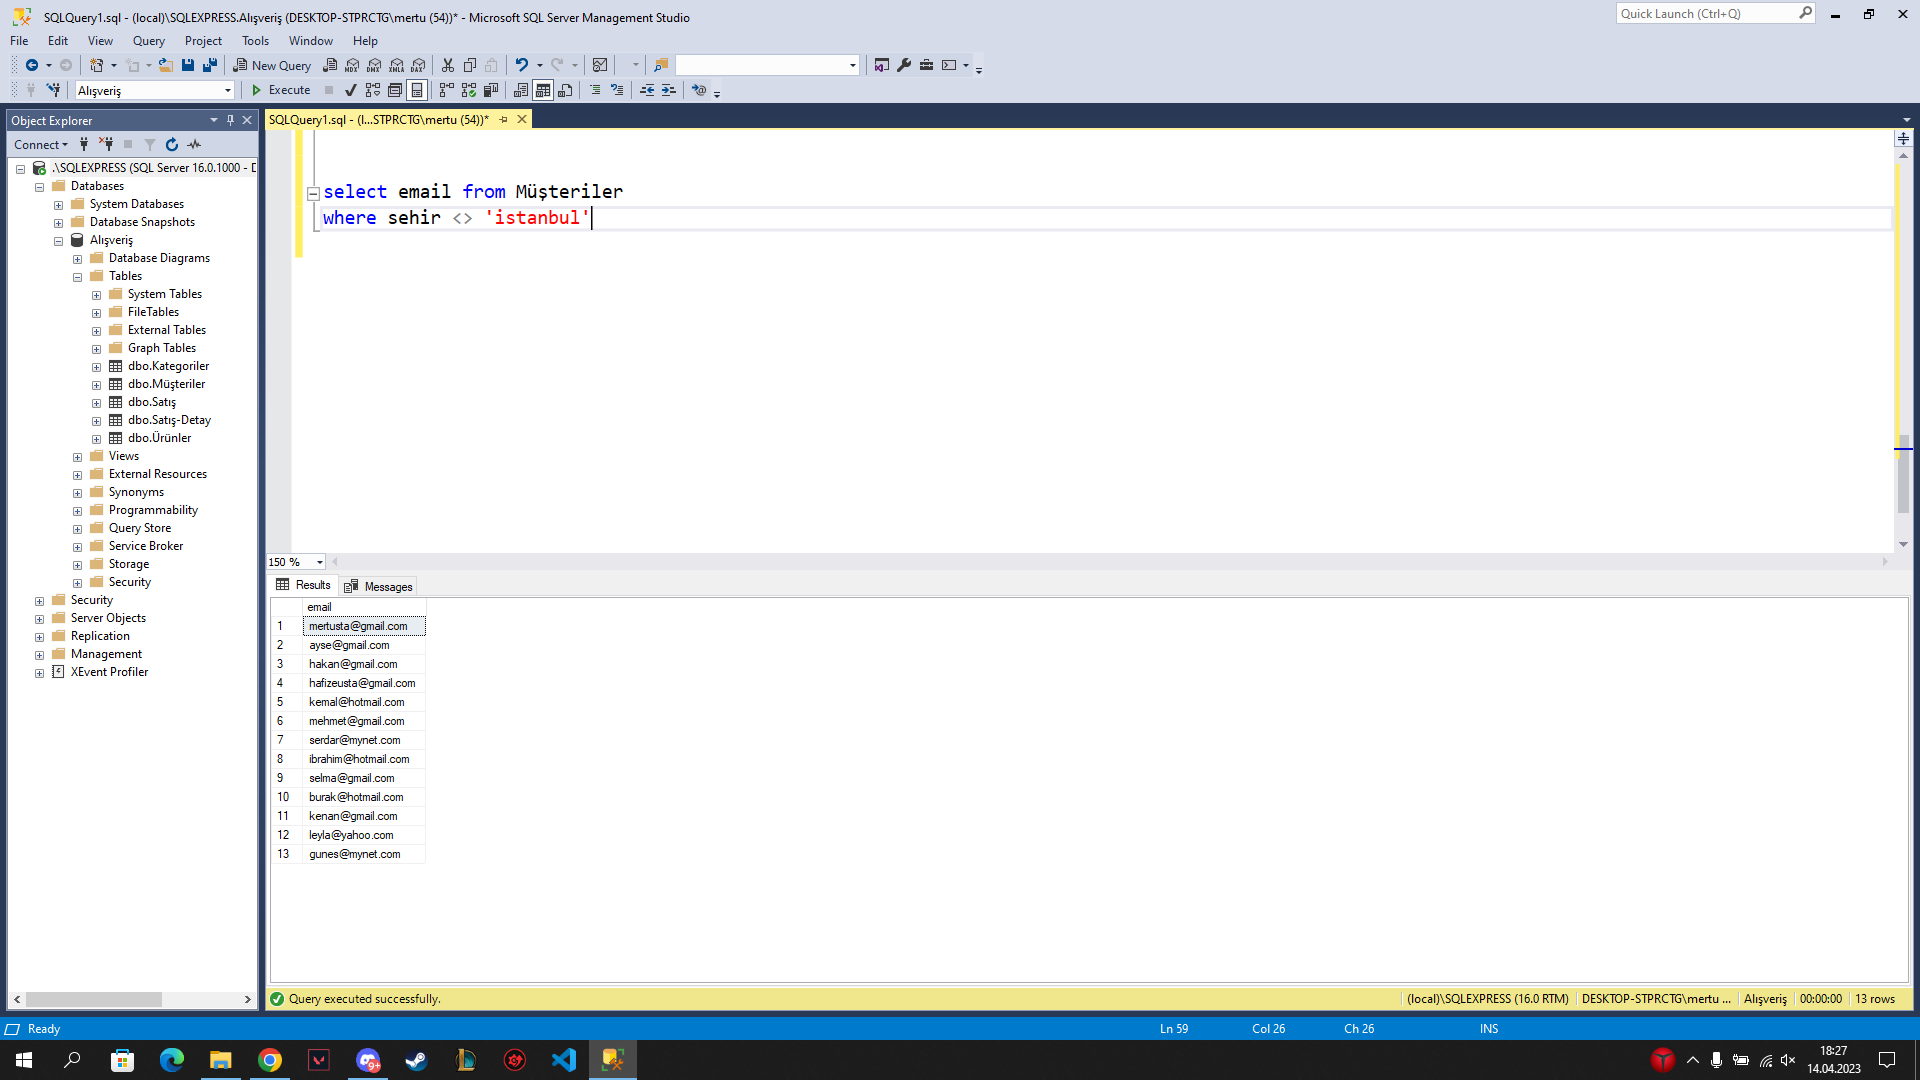 SQLQuery1.sql - (local)\SQLEXPRESS.Alışveriş (DESKTOP-STPRCTG\mertu (54))* - Microsoft SQL Server Management Studio
Quick Launch (Ctrl+Q)
File Edit View Query Project Tools Window Help
New Query
MDX DMX XMLA DAX
Alışveriş
Execute
Object Explorer
SQLQuery1.sql - (l...STPRCTG\mertu (54))*
Connect
.\SQLEXPRESS (SQL Server 16.0.1000 - D
Databases
System Databases
Database Snapshots
Alışveriş
Database Diagrams
Tables
System Tables
FileTables
External Tables
Graph Tables
dbo.Kategoriler
dbo.Müşteriler
dbo.Satış
dbo.Satış-Detay
dbo.Ürünler
Views
External Resources
Synonyms
Programmability
Query Store
Service Broker
Storage
Security
Security
Server Objects
Replication
Management
XEvent Profiler
select email from Müşteriler
where sehir <> 'istanbul'
150 %
Results Messages
email
1 mertusta@gmail.com
2 ayse@gmail.com
3 hakan@gmail.com
4 hafizeusta@gmail.com
5 kemal@hotmail.com
6 mehmet@gmail.com
7 serdar@mynet.com
8 ibrahim@hotmail.com
9 selma@gmail.com
10 burak@hotmail.com
11 kenan@gmail.com
12 leyla@yahoo.com
13 gunes@mynet.com
Query executed successfully.
(local)\SQLEXPRESS (16.0 RTM) DESKTOP-STPRCTG\mertu ... Alışveriş 00:00:00 13 rows
Ready
Ln 59 Col 26 Ch 26 INS
9+
18:27
14.04.2023